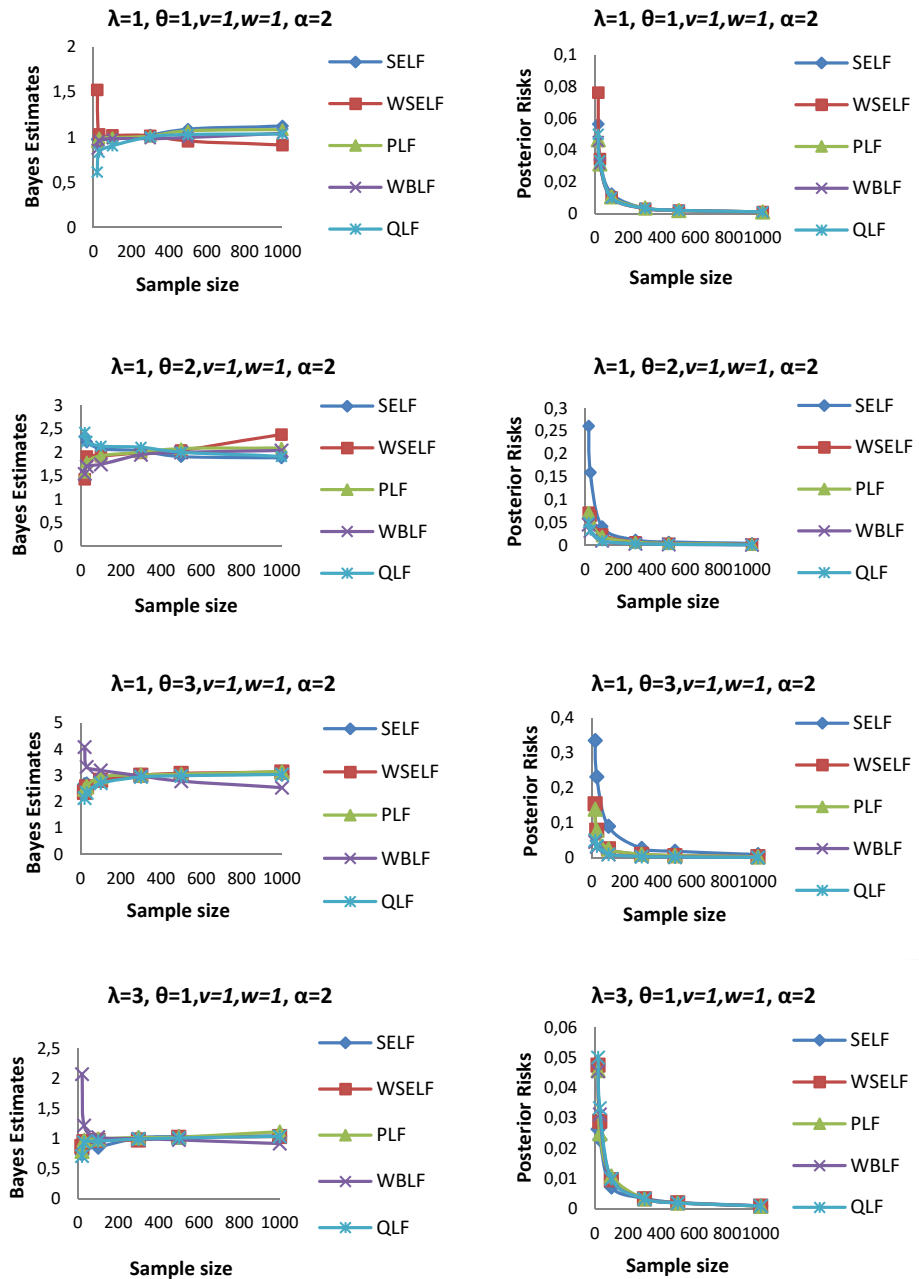 λ=1, θ=1,v=1,w=1, α=2
Bayes Estimates
2
1,5
1
0,5
0
0 200 400 600 800 1000
Sample size
SELF
WSELF
PLF
WBLF
QLF
λ=1, θ=1,v=1,w=1, α=2
Posterior Risks
0,1
0,08
0,06
0,04
0,02
0
0 200 400 600 8001000
Sample size
SELF
WSELF
PLF
WBLF
QLF
λ=1, θ=2,v=1,w=1, α=2
Bayes Estimates
3
2,5
2
1,5
1
0,5
0
0 200 400 600 800 1000
Sample size
SELF
WSELF
PLF
WBLF
QLF
λ=1, θ=2,v=1,w=1, α=2
Posterior Risks
0,3
0,25
0,2
0,15
0,1
0,05
0
0 200 400 600 8001000
Sample size
SELF
WSELF
PLF
WBLF
QLF
λ=1, θ=3,v=1,w=1, α=2
Bayes Estimates
5
4
3
2
1
0
0 200 400 600 800 1000
Sample size
SELF
WSELF
PLF
WBLF
QLF
λ=1, θ=3,v=1,w=1, α=2
Posterior Risks
0,4
0,3
0,2
0,1
0
0 200 400 600 8001000
Sample size
SELF
WSELF
PLF
WBLF
QLF
λ=3, θ=1,v=1,w=1, α=2
Bayes Estimates
2,5
2
1,5
1
0,5
0
0 200 400 600 800 1000
Sample size
SELF
WSELF
PLF
WBLF
QLF
λ=3, θ=1,v=1,w=1, α=2
Posterior Risks
0,06
0,05
0,04
0,03
0,02
0,01
0
0 200 400 600 8001000
Sample size
SELF
WSELF
PLF
WBLF
QLF